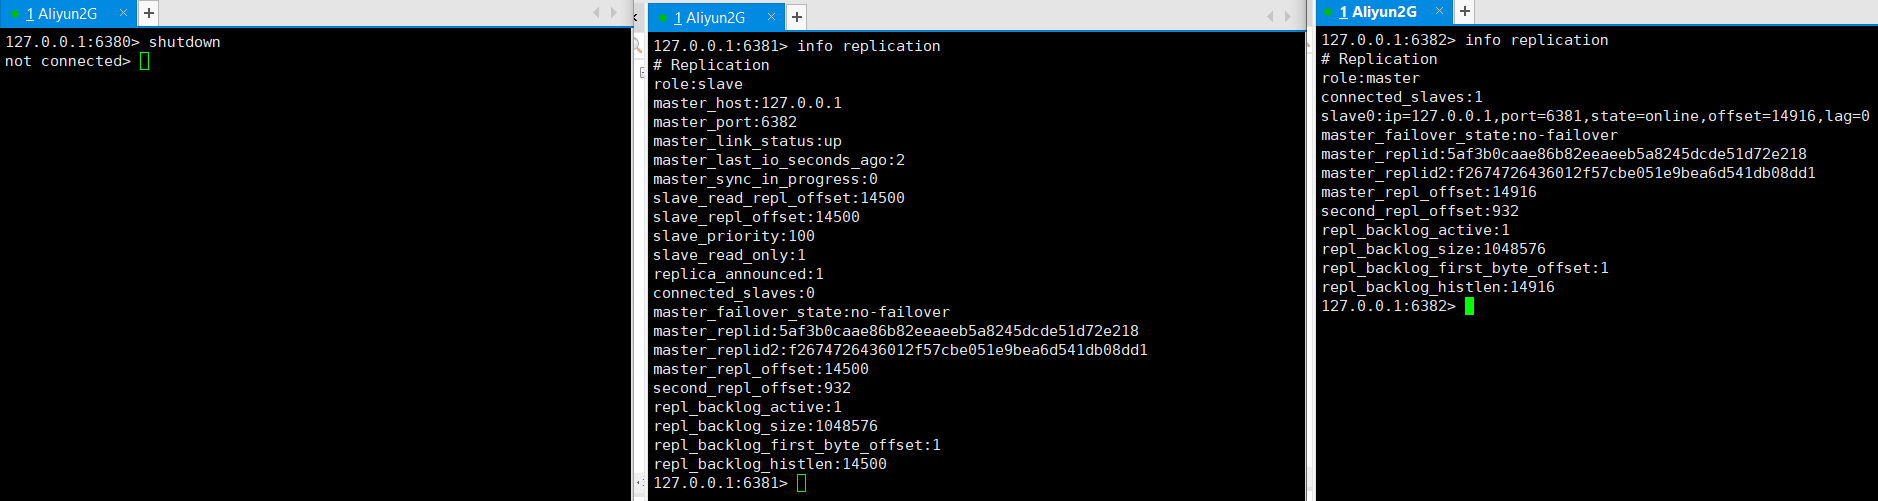 1 Aliyun2G
127.0.0.1:6380> shutdown
not connected>
1 Aliyun2G
127.0.0.1:6381> info replication
# Replication
role:slave
master_host:127.0.0.1
master_port:6382
master_link_status:up
master_last_io_seconds_ago:2
master_sync_in_progress:0
slave_read_repl_offset:14500
slave_repl_offset:14500
slave_priority:100
slave_read_only:1
replica_announced:1
connected_slaves:0
master_failover_state:no-failover
master_replid:5af3b0caae86b82eeaeeb5a8245dcde51d72e218
master_replid2:f2674726436012f57cbe051e9bea6d541db08dd1
master_repl_offset:14500
second_repl_offset:932
repl_backlog_active:1
repl_backlog_size:1048576
repl_backlog_first_byte_offset:1
repl_backlog_histlen:14500
127.0.0.1:6381>
1 Aliyun2G
127.0.0.1:6382> info replication
# Replication
role:master
connected_slaves:1
slave0:ip=127.0.0.1,port=6381,state=online,offset=14916,lag=0
master_failover_state:no-failover
master_replid:5af3b0caae86b82eeaeeb5a8245dcde51d72e218
master_replid2:f2674726436012f57cbe051e9bea6d541db08dd1
master_repl_offset:14916
second_repl_offset:932
repl_backlog_active:1
repl_backlog_size:1048576
repl_backlog_first_byte_offset:1
repl_backlog_histlen:14916
127.0.0.1:6382>